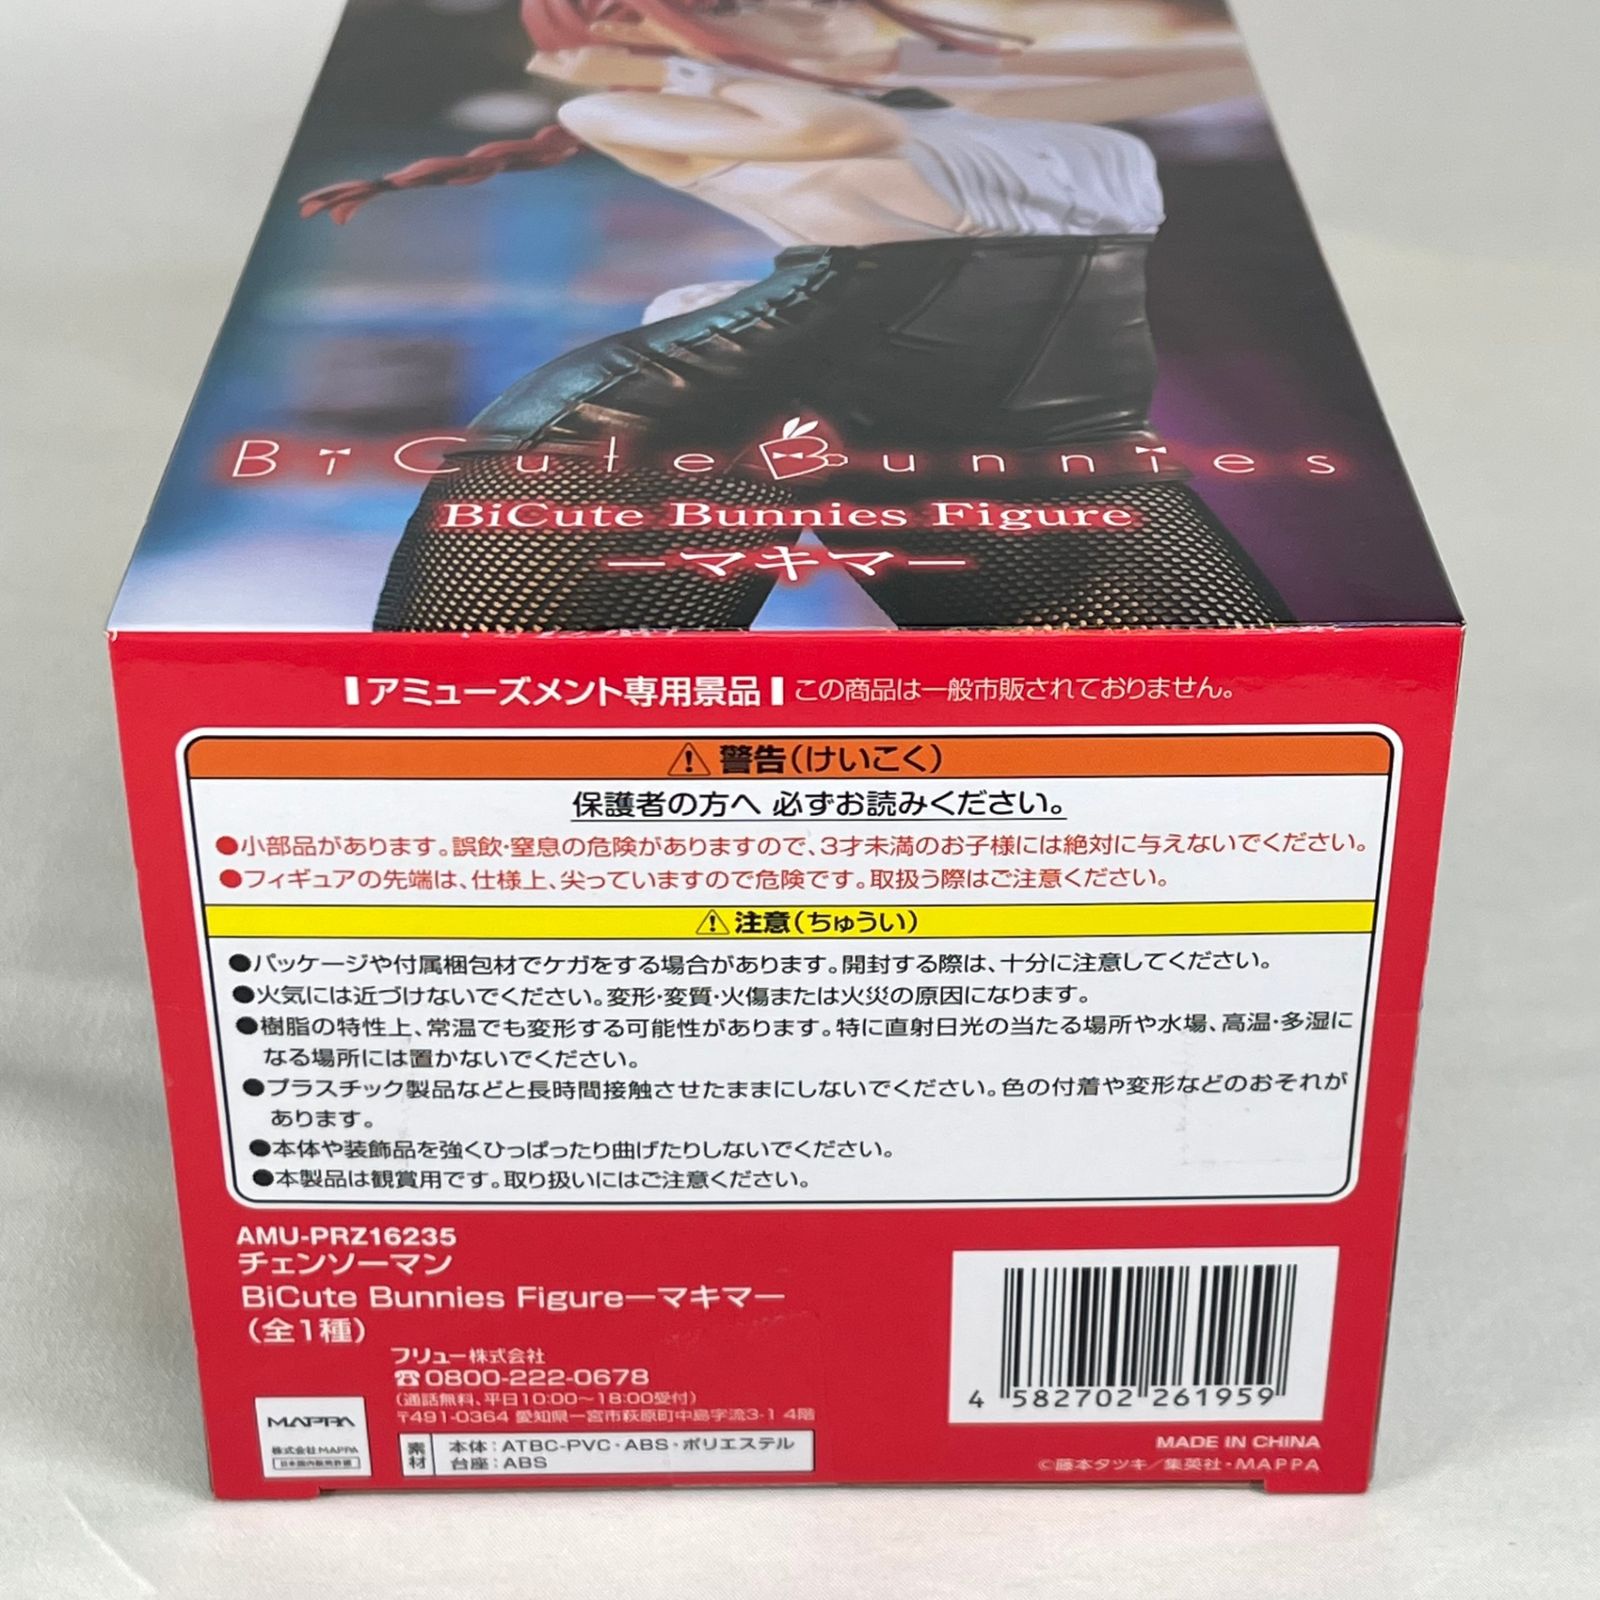 BiCute Bunnies
BiCute Bunnies Figure
ーマキマー
アミューズメント専用景品 この商品は一般市販されておりません。
警告(けいこく)
保護者の方へ 必ずお読みください。
●小部品があります。誤飲・窒息の危険がありますので、3才未満のお子様には絶対に与えないでください。
●フィギュアの先端は、仕様上、尖っていますので危険です。取扱う際はご注意ください。
注意(ちゅうい)
●パッケージや付属梱包材でケガをする場合があります。開封する際は、十分に注意してください。
●火気には近づけないでください。変形・変質・火傷または火災の原因になります。
●樹脂の特性上、常温でも変形する可能性があります。特に直射日光の当たる場所や水場、高温・多湿に
なる場所には置かないでください。
●プラスチック製品などと長時間接触させたままにしないでください。色の付着や変形などのおそれが
あります。
●本体や装飾品を強くひっぱったり曲げたりしないでください。
●本製品は観賞用です。取り扱いにはご注意ください。
AMU-PRZ16235
チェンソーマン
BiCute Bunnies Figureーマキマー
(全1種)
フリュー株式会社
☎0800-222-0678
(通話無料、平日10:00〜18:00受付)
〒491-0364 愛知県一宮市萩原町中島字流3-1 4階
MAPPA
株式会社MAPPA
日本国内販売許諾
素材
本体:ATBC-PVC・ABS・ポリエステル
台座:ABS
4 582702 261959
MADE IN CHINA
©藤本タツキ/集英社・MAPPA